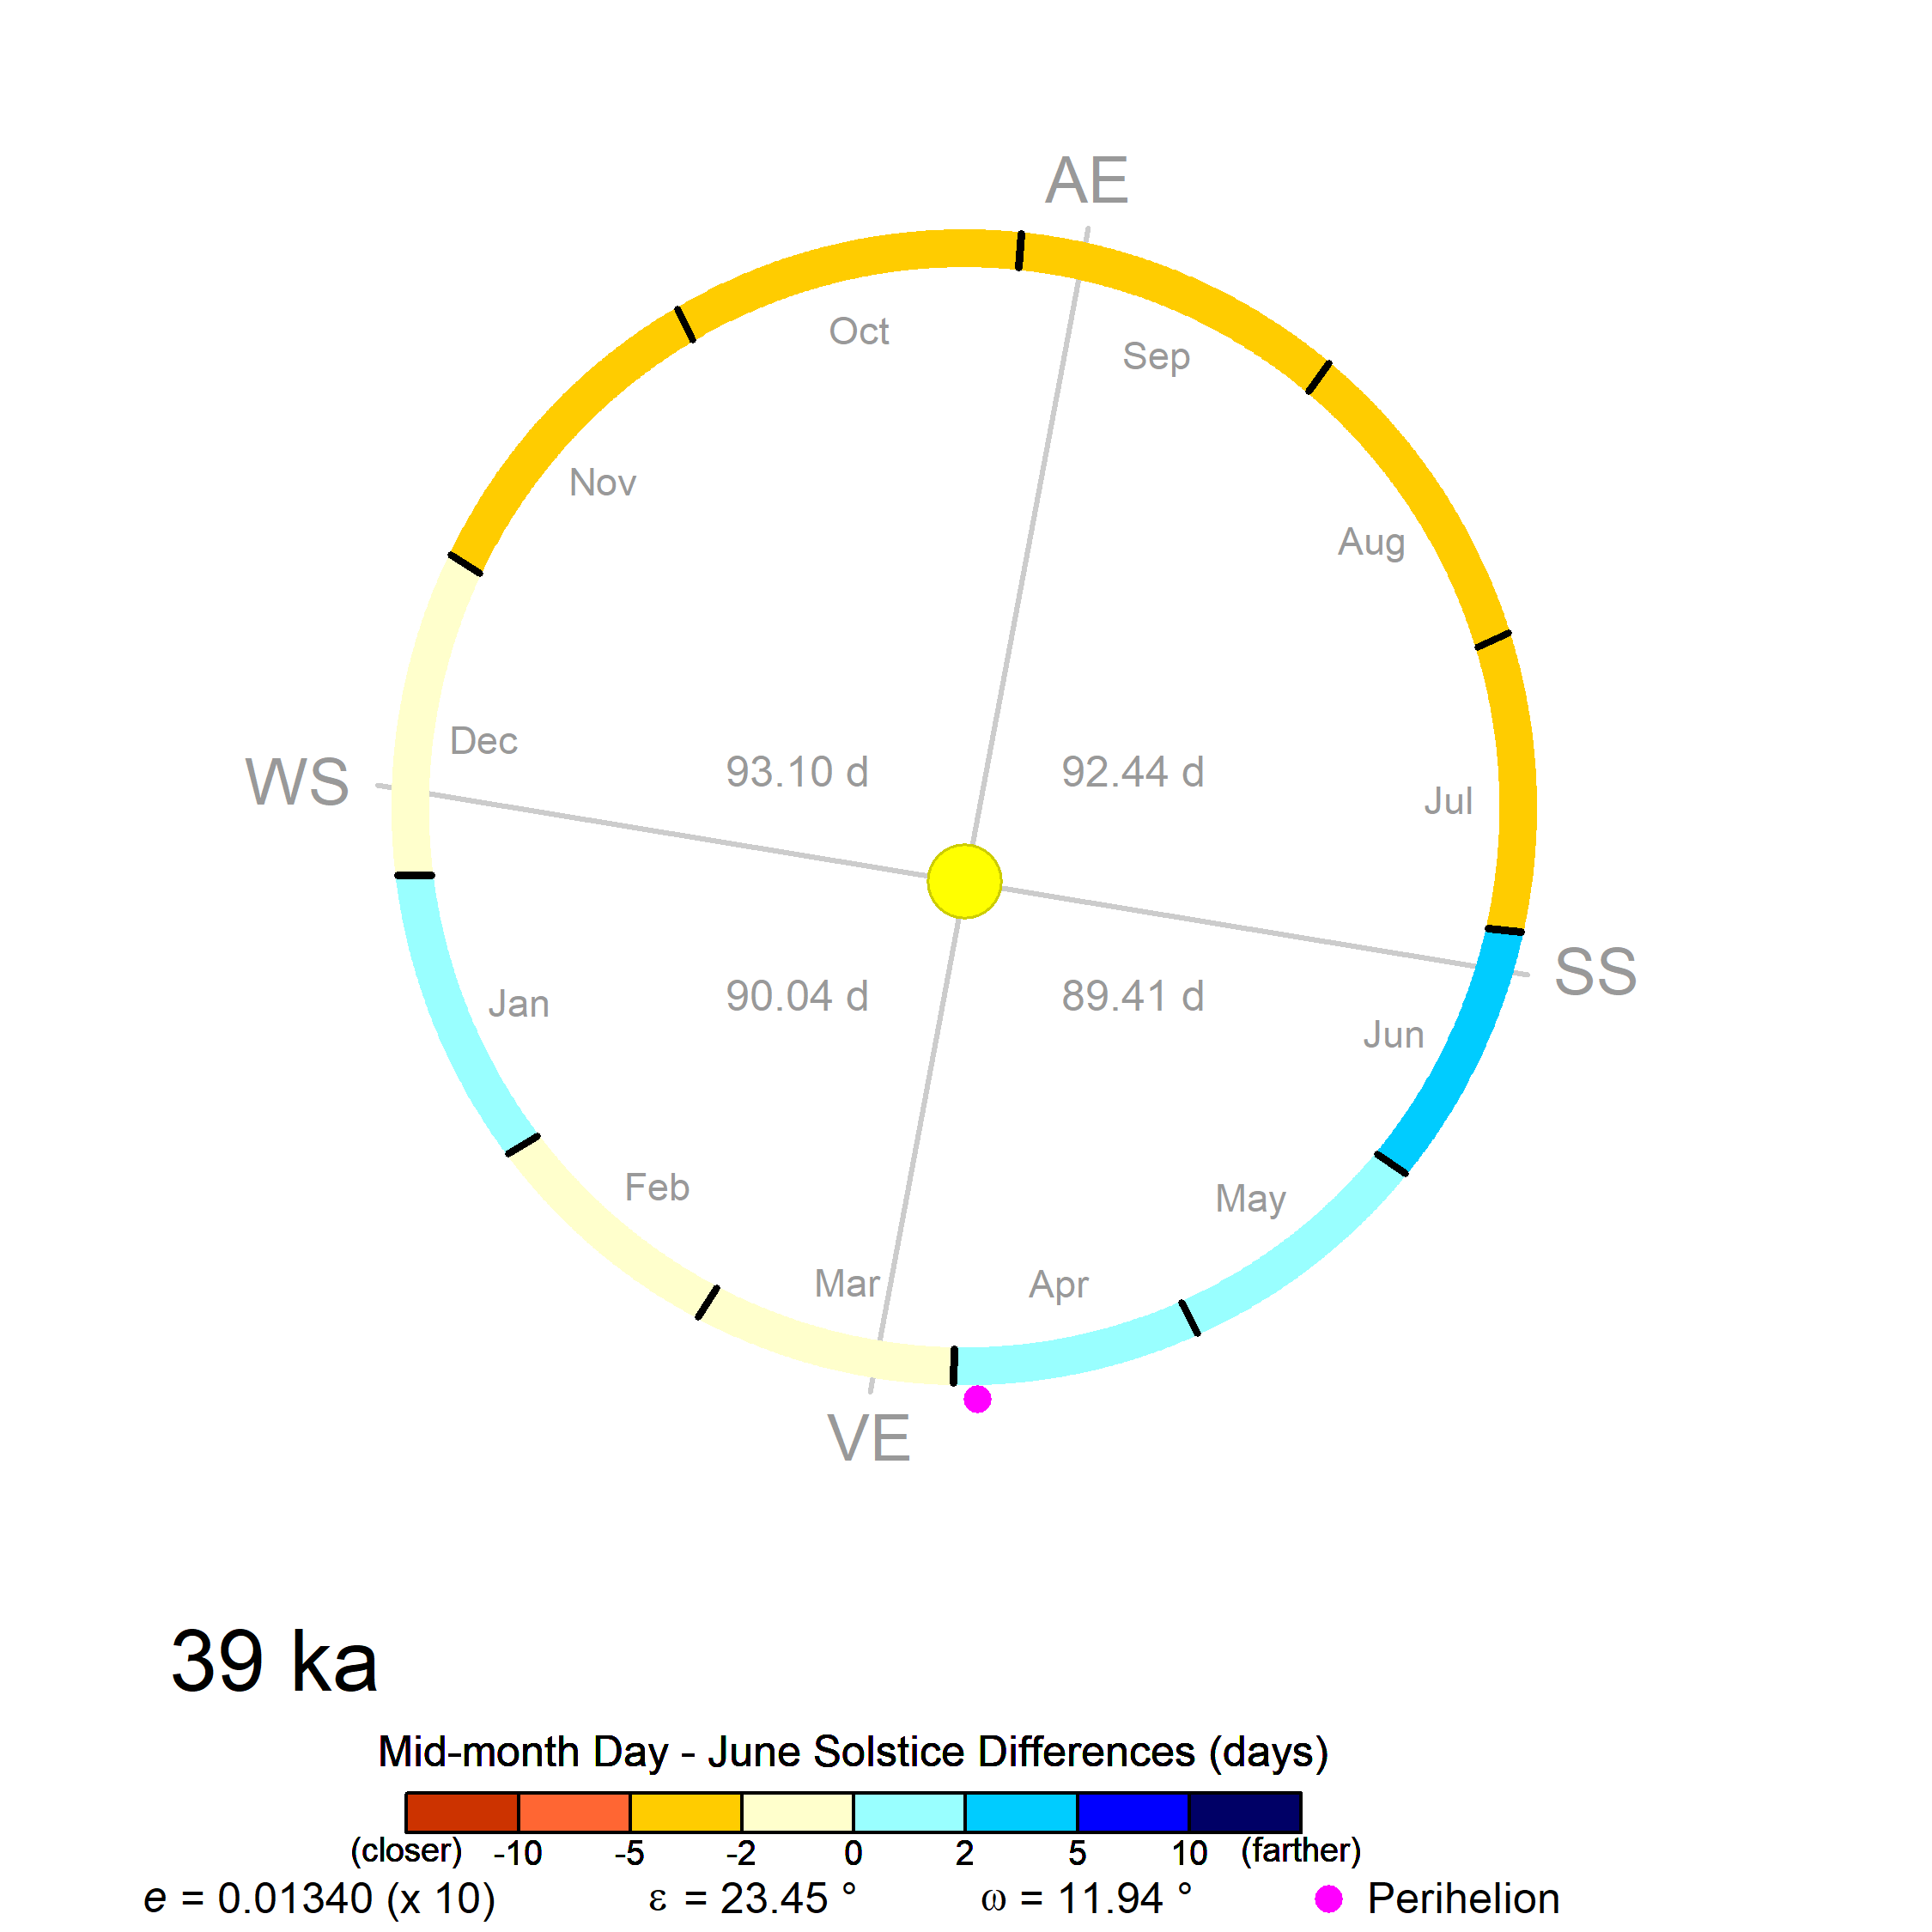 AE
Oct
Sep
Nov
Aug
Dec
WS
93.10 d
92.44 d
Jul
SS
90.04 d
89.41 d
Jan
Jun
Feb
May
Mar
Apr
VE
39 ka
Mid-month Day - June Solstice Differences (days)
(closer) -10 -5 -2 0 2 5 10 (farther)
e = 0.01340 (x 10) ε = 23.45 ° ω = 11.94 ° Perihelion